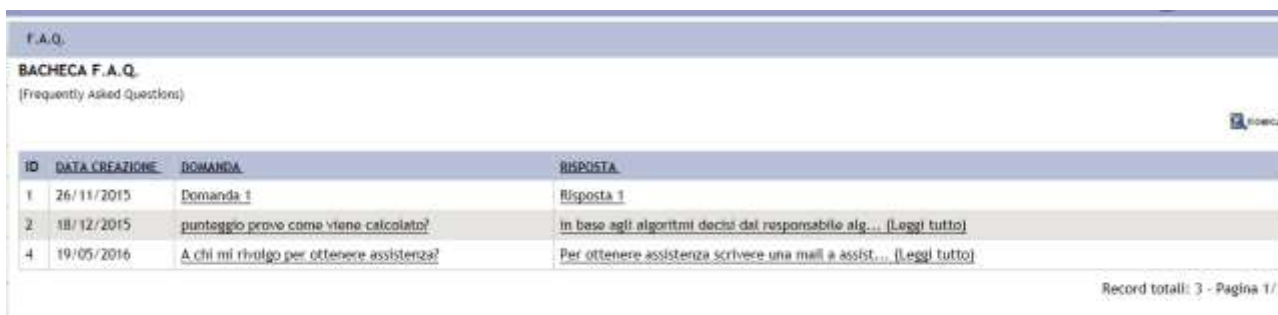 F.A.Q.
BACHECA F.A.Q.
(Frequently Asked Questions)
ID DATA CREAZIONE DOMANDA RISPOSTA
1 26/11/2015 Domanda 1 Risposta 1
2 18/12/2015 punteggio prove come viene calcolato? in base agli algoritmi decisi dal responsabile alg... (Leggi tutto)
4 19/05/2016 A chi mi rivolgo per ottenere assistenza? Per ottenere assistenza scrivere una mail a assist... (Leggi tutto)
Record totali: 3 - Pagina 1/